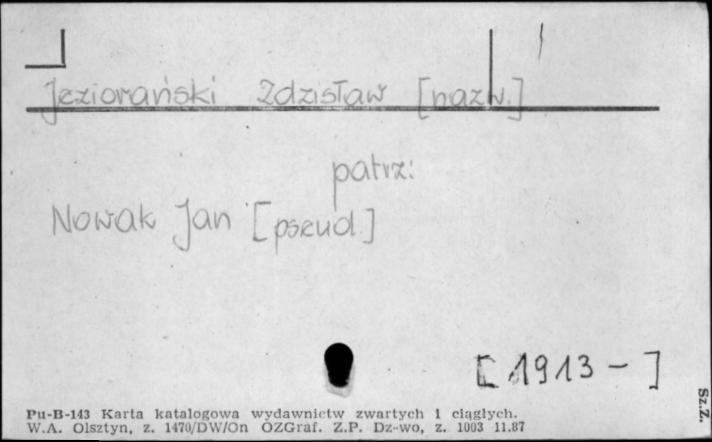 Jeziorański Zdzisław [nazw.]
patrz:
Nowak Jan [pseud.]
[1913- ]
Pu-B-143 Karta katalogowa wydawnictw zwartych i ciągłych.
W.A. Olsztyn, z. 1470/DW/On OZGraf. Z.P. Dz-wo, z. 1003 11.87
Sz.Z.